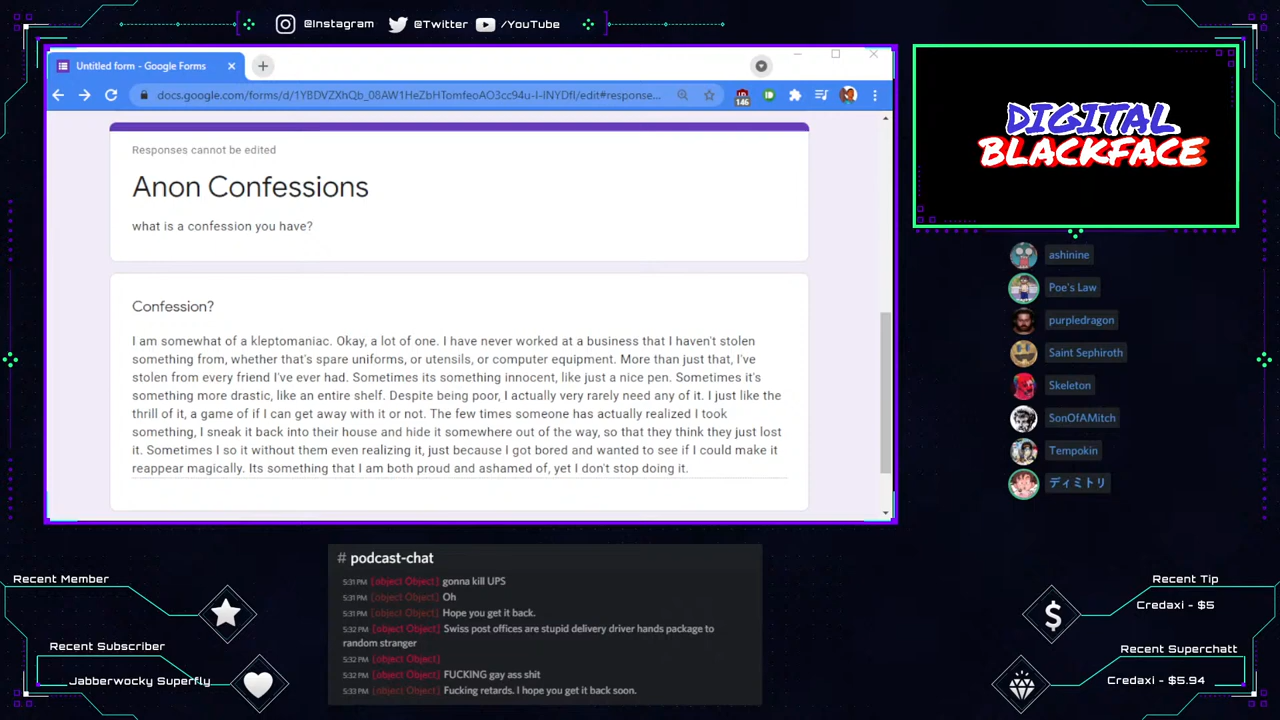 @Instagram @Twitter /YouTube
Untitled form - Google Forms
docs.google.com/forms/d/1YBDVZXhQb_08AW1HeZbHTomfeoAO3cc94u-I-INYDfI/edit#response...
146
Responses cannot be edited
Anon Confessions
what is a confession you have?
Confession?
I am somewhat of a kleptomaniac. Okay, a lot of one. I have never worked at a business that I haven't stolen
something from, whether that's spare uniforms, or utensils, or computer equipment. More than just that, I've
stolen from every friend I've ever had. Sometimes its something innocent, like just a nice pen. Sometimes it's
something more drastic, like an entire shelf. Despite being poor, I actually very rarely need any of it. I just like the
thrill of it, a game of if I can get away with it or not. The few times someone has actually realized I took
something, I sneak it back into their house and hide it somewhere out of the way, so that they think they just lost
it. Sometimes I so it without them even realizing it, just because I got bored and wanted to see if I could make it
reappear magically. Its something that I am both proud and ashamed of, yet I don't stop doing it.
DIGITAL
BLACKFACE
ashinine
Poe's Law
purpledragon
Saint Sephiroth
Skeleton
SonOfAMitch
Tempokin
ディミトリ
# podcast-chat
5:31 PM [object Object] gonna kill UPS
5:31 PM [object Object] Oh
5:31 PM [object Object] Hope you get it back.
5:32 PM [object Object] Swiss post offices are stupid delivery driver hands package to
random stranger
5:32 PM [object Object]
5:32 PM [object Object] FUCKING gay ass shit
5:33 PM [object Object] Fucking retards. I hope you get it back soon.
Recent Member
Recent Subscriber
Jabberwocky Superfly
Recent Tip
Credaxi - $5
$
Recent Superchatt
Credaxi - $5.94